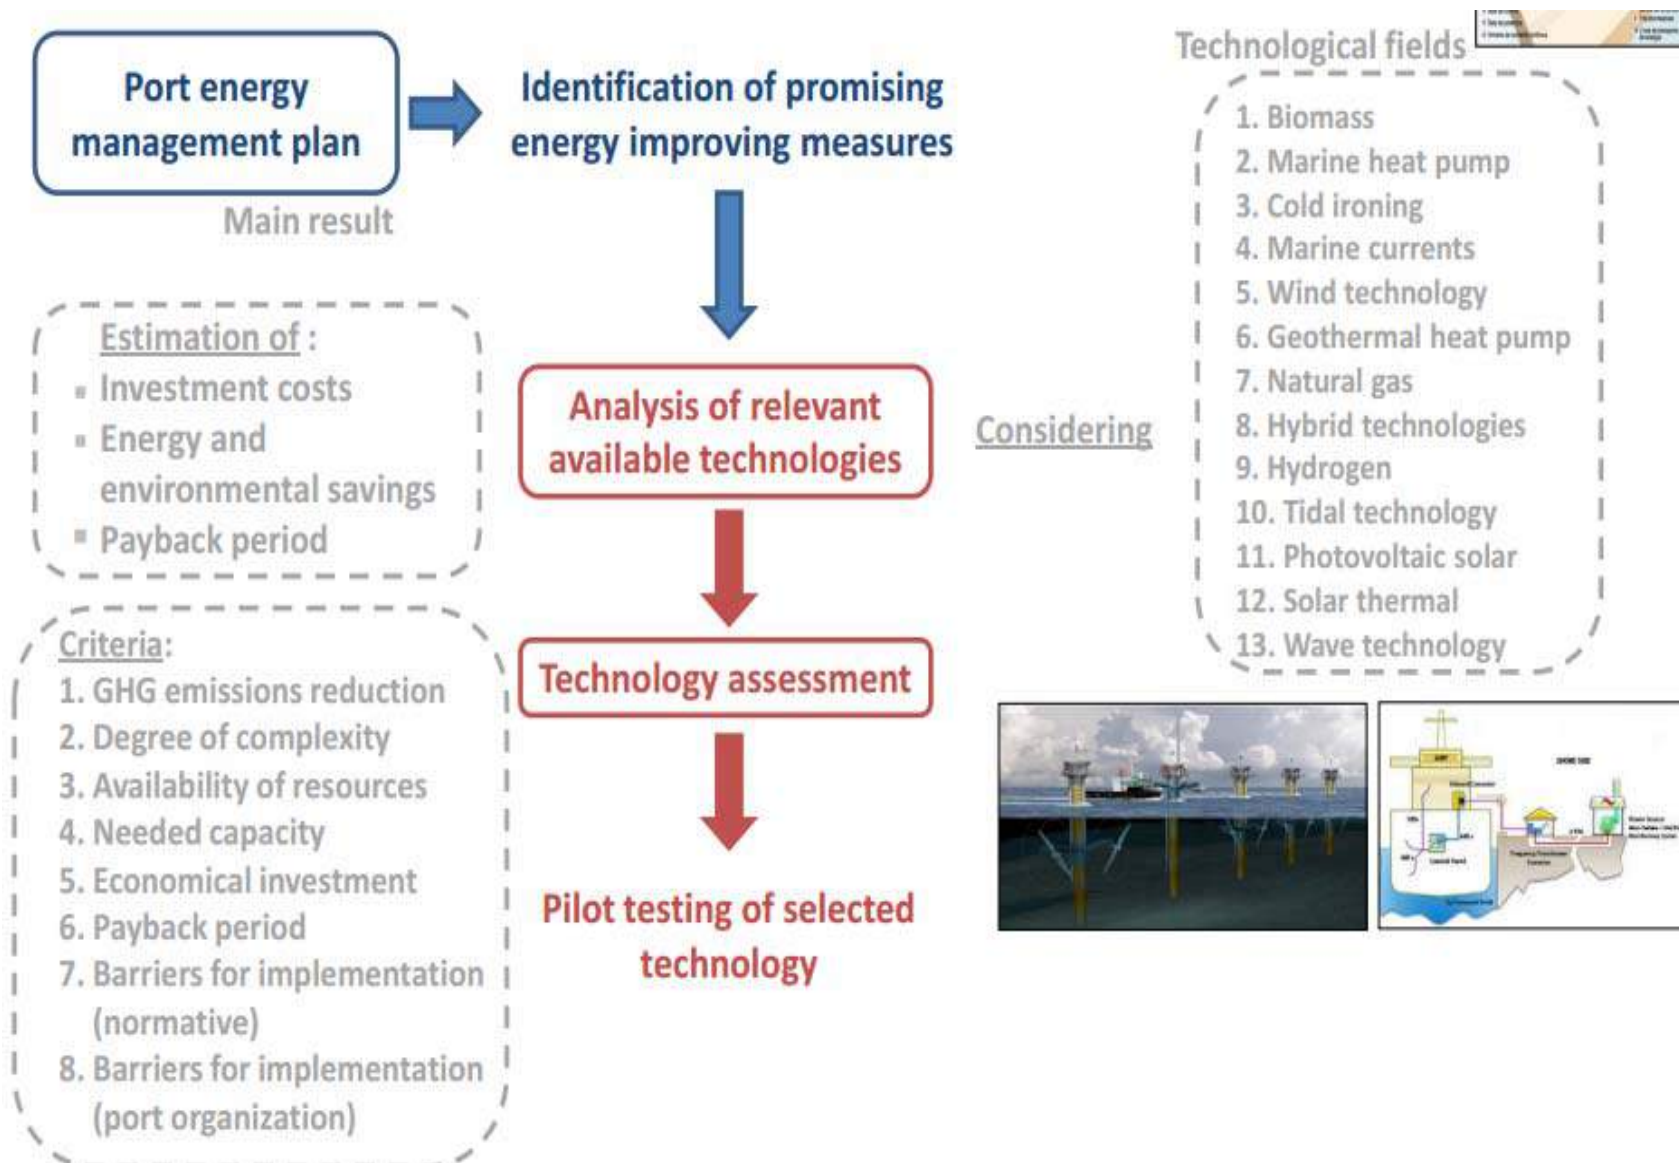 Port energy
management plan
Identification of promising
energy improving measures
Main result
Technological fields
1. Biomass
2. Marine heat pump
3. Cold ironing
4. Marine currents
5. Wind technology
6. Geothermal heat pump
7. Natural gas
8. Hybrid technologies
9. Hydrogen
10. Tidal technology
11. Photovoltaic solar
12. Solar thermal
13. Wave technology
Estimation of :
▪ Investment costs
▪ Energy and
environmental savings
▪ Payback period
Analysis of relevant
available technologies
Considering
Criteria:
1. GHG emissions reduction
2. Degree of complexity
3. Availability of resources
4. Needed capacity
5. Economical investment
6. Payback period
7. Barriers for implementation
(normative)
8. Barriers for implementation
(port organization)
Technology assessment
Pilot testing of selected
technology